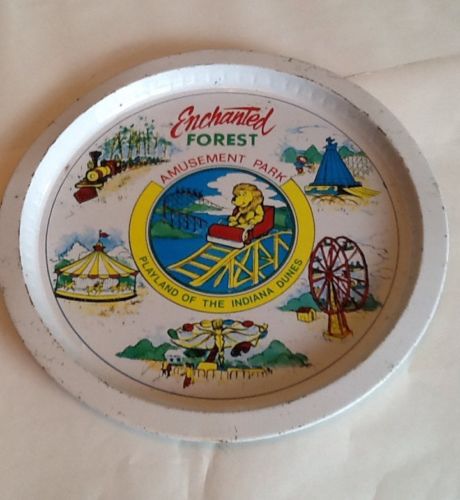 Enchanted
FOREST
AMUSEMENT PARK
PLAYLAND OF THE INDIANA DUNES